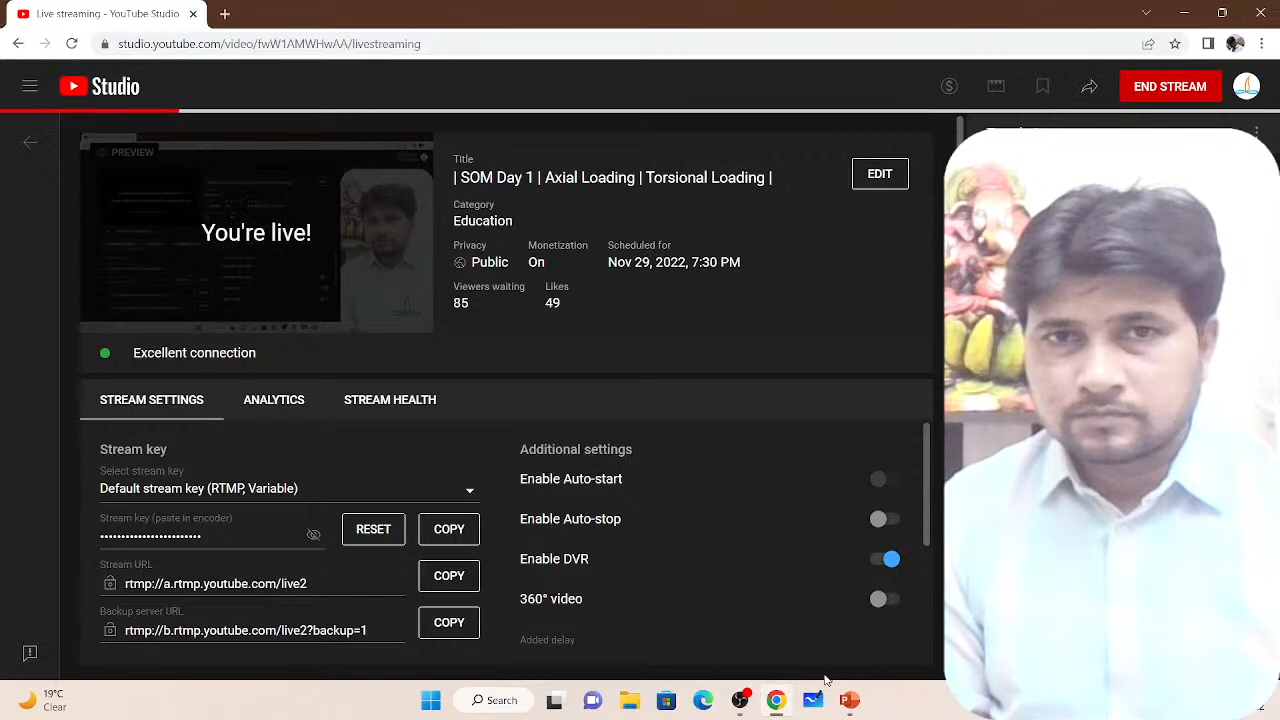 Live streaming - YouTube Studio
studio.youtube.com/video/fwW1AMWHwAA/livestreaming
Studio
END STREAM
PREVIEW
You're live!
Title
| SOM Day 1 | Axial Loading | Torsional Loading |
EDIT
Category
Education
Privacy
Monetization
Scheduled for
Public
On
Nov 29, 2022, 7:30 PM
Viewers waiting
Likes
85
49
Excellent connection
STREAM SETTINGS
ANALYTICS
STREAM HEALTH
Stream key
Select stream key
Default stream key (RTMP, Variable)
Stream key (paste in encoder)
••••••••••••••••••••••••
RESET
COPY
Stream URL
rtmp://a.rtmp.youtube.com/live2
COPY
Backup server URL
rtmp://b.rtmp.youtube.com/live2?backup=1
COPY
Additional settings
Enable Auto-start
Enable Auto-stop
Enable DVR
360° video
Added delay
19°C
Clear
Search